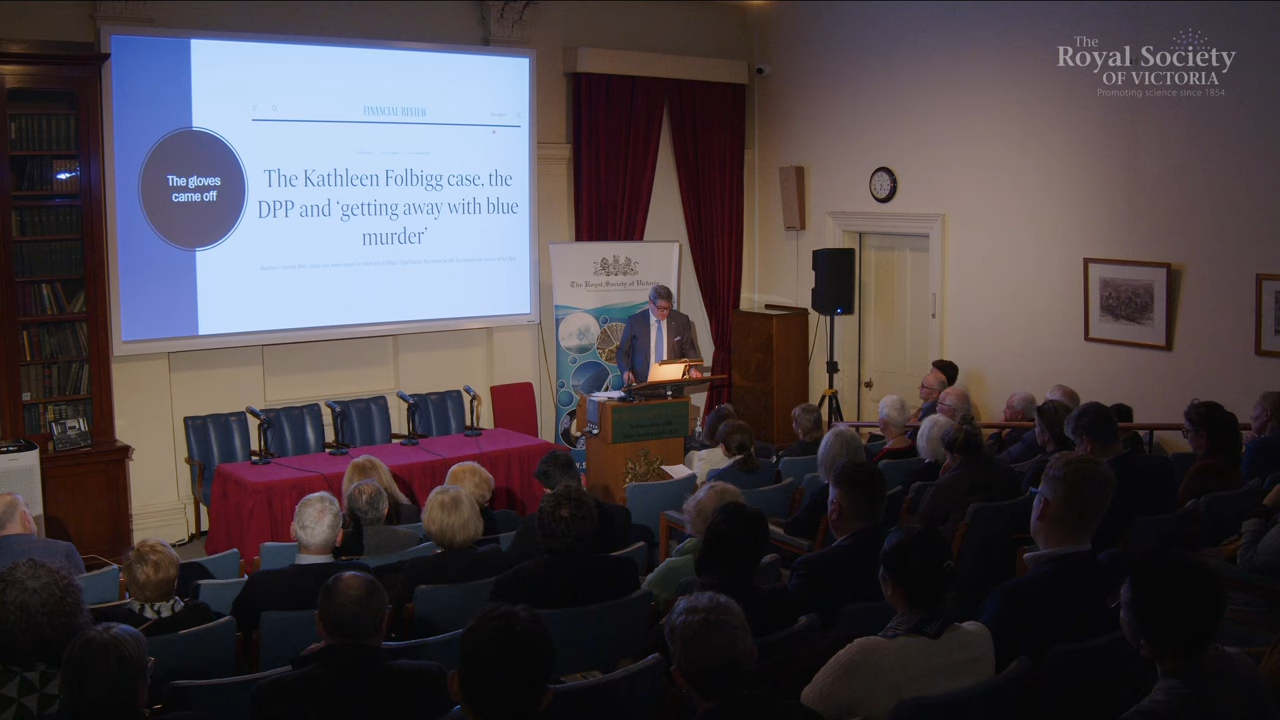 The
Royal Society
OF VICTORIA
Promoting science since 1854
FINANCIAL REVIEW
The gloves
came off
The Kathleen Folbigg case, the
DPP and ‘getting away with blue
murder’
The Royal Society of Victoria